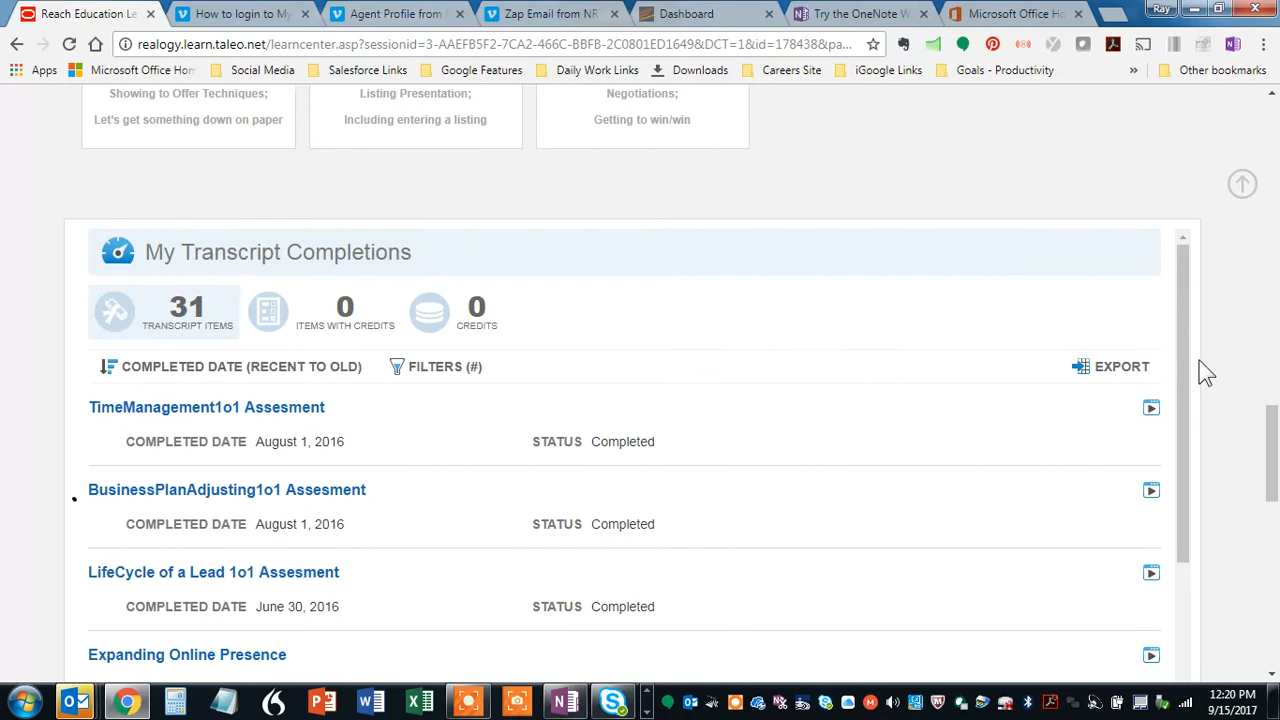 Reach Education Le
How to login to My
Agent Profile from
Zap Email from NRT
Dashboard
Try the OneNote W
Microsoft Office Ho
Ray
realogy.learn.taleo.net/learncenter.asp?sessionid=3-AAEFB5F2-7CA2-466C-BBFB-2C0801ED1649&DCT=1&id=178438&pa...
Apps
Microsoft Office Hom
Social Media
Salesforce Links
Google Features
Daily Work Links
Downloads
Careers Site
iGoogle Links
Goals - Productivity
»
Other bookmarks
Showing to Offer Techniques;
Let's get something down on paper
Listing Presentation;
Including entering a listing
Negotiations;
Getting to win/win
My Transcript Completions
31
TRANSCRIPT ITEMS
0
ITEMS WITH CREDITS
0
CREDITS
COMPLETED DATE (RECENT TO OLD)
FILTERS (#)
EXPORT
TimeManagement1o1 Assesment
COMPLETED DATE August 1, 2016 STATUS Completed
BusinessPlanAdjusting1o1 Assesment
COMPLETED DATE August 1, 2016 STATUS Completed
LifeCycle of a Lead 1o1 Assesment
COMPLETED DATE June 30, 2016 STATUS Completed
Expanding Online Presence
12:20 PM
9/15/2017